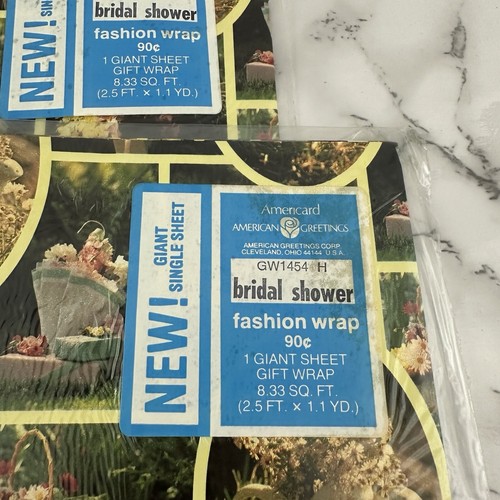 NEW!
bridal shower
fashion wrap
90¢
1 GIANT SHEET
GIFT WRAP
8.33 SQ. FT.
(2.5 FT. × 1.1 YD.)
NEW!
GIANT
SINGLE SHEET
Americard
AMERICAN GREETINGS
AMERICAN GREETINGS CORP.
CLEVELAND, OHIO 44144 U.S.A.
GW1454 H
bridal shower
fashion wrap
90¢
1 GIANT SHEET
GIFT WRAP
8.33 SQ. FT.
(2.5 FT. × 1.1 YD.)